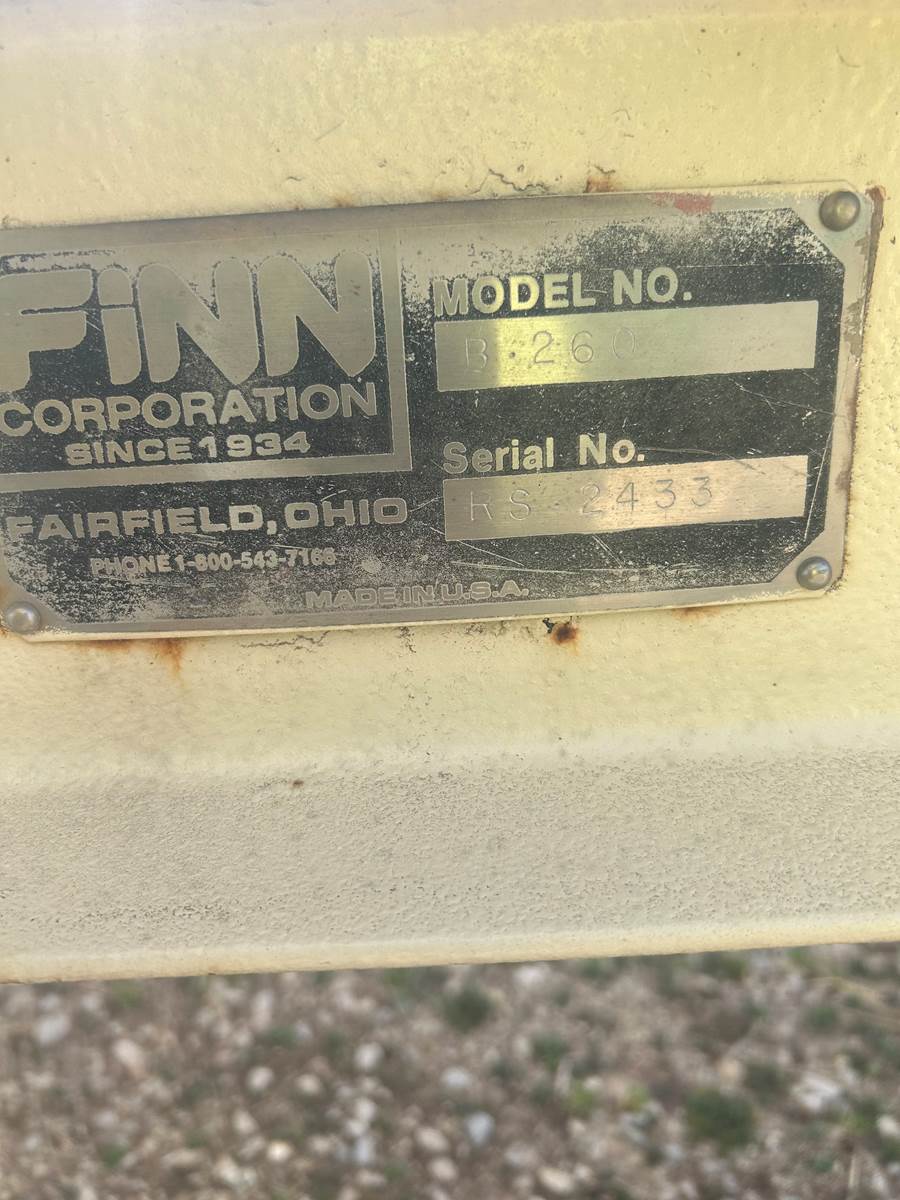 FiNN
CORPORATION
SINCE 1934
FAIRFIELD, OHIO
PHONE 1-800-543-7166
MADE IN U.S.A.
MODEL NO.
B-260
Serial No.
RS-2433